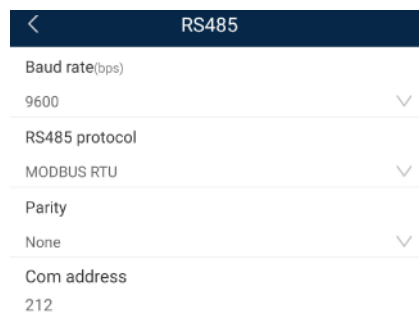 RS485
Baud rate(bps)
9600
RS485 protocol
MODBUS RTU
Parity
None
Com address
212